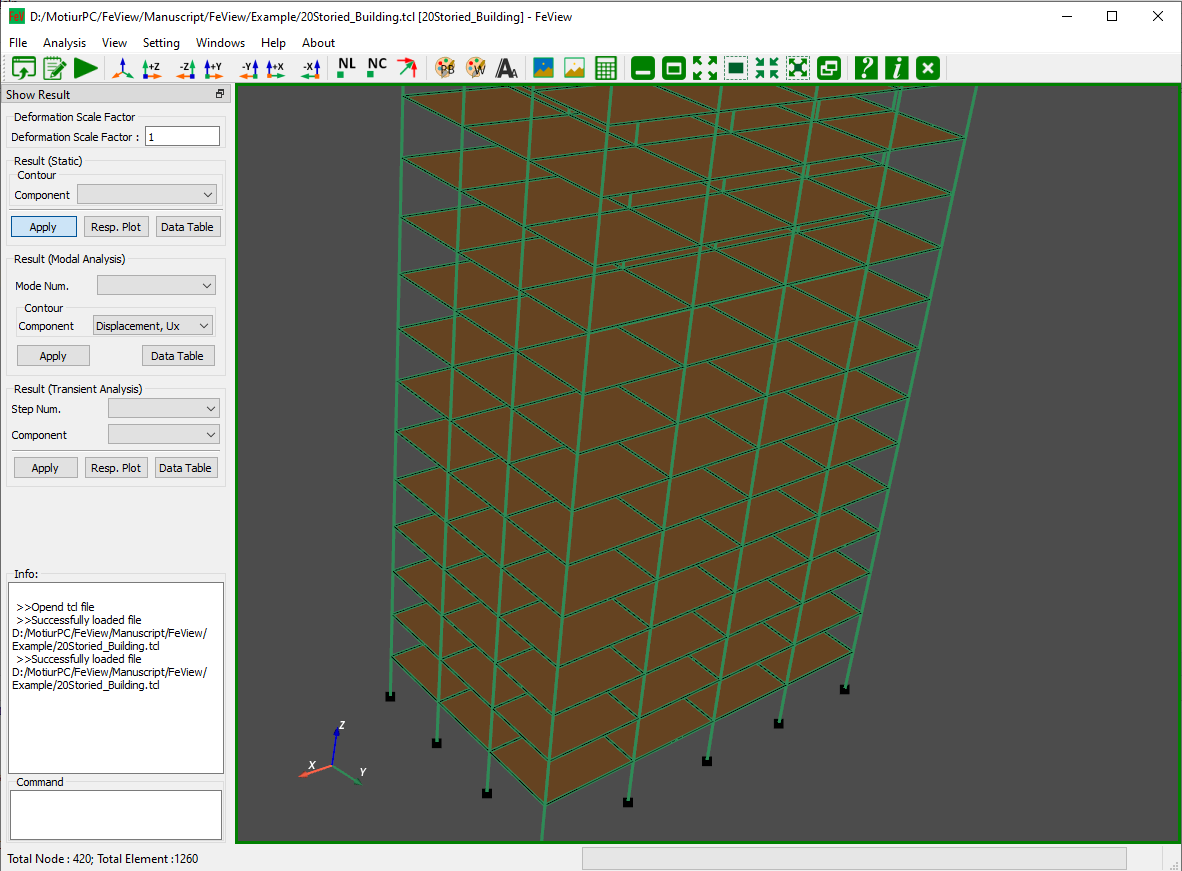 FeV D:/MotiurPC/FeView/Manuscript/FeView/Example/20Storied_Building.tcl [20Storied_Building] - FeView
FIle Analysis View Setting Windows Help About
+Z -Z +Y -Y +X -X NL NC RB W AA ? i
Show Result
Deformation Scale Factor
Deformation Scale Factor : 1
Result (Static)
Contour
Component
Apply Resp. Plot Data Table
Result (Modal Analysis)
Mode Num.
Contour
Component Displacement, Ux
Apply Data Table
Result (Transient Analysis)
Step Num.
Component
Apply Resp. Plot Data Table
Info:
>>Opend tcl file
>>Successfully loaded file
D:/MotiurPC/FeView/Manuscript/FeView/
Example/20Storied_Building.tcl
>>Successfully loaded file
D:/MotiurPC/FeView/Manuscript/FeView/
Example/20Storied_Building.tcl
Z
X
Y
Command
Total Node : 420; Total Element :1260